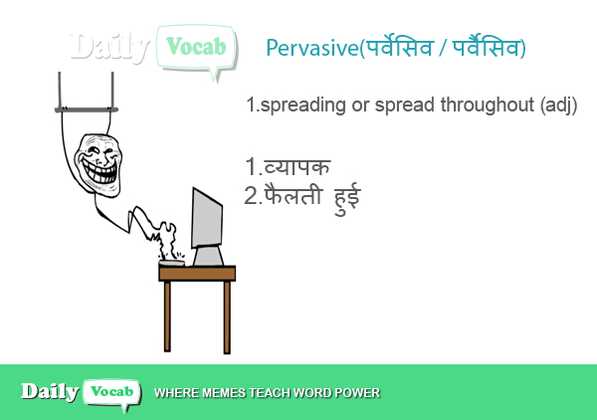 Daily Vocab
Pervasive(पर्वेसिव / पर्वैसिव)
1.spreading or spread throughout (adj)
1.व्यापक
2.फैलती हुई
Daily Vocab WHERE MEMES TEACH WORD POWER